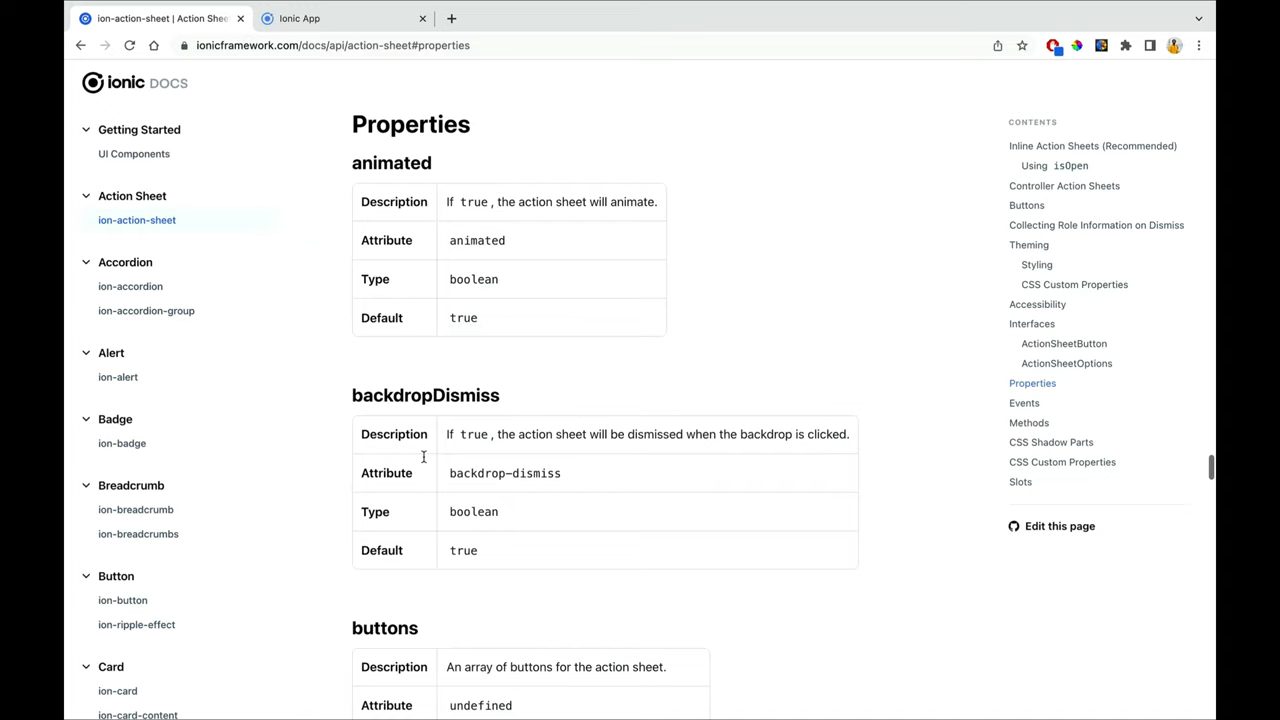 ion-action-sheet | Action Shee
Ionic App
ionicframework.com/docs/api/action-sheet#properties
ionic DOCS
Getting Started
UI Components
Action Sheet
ion-action-sheet
Accordion
ion-accordion
ion-accordion-group
Alert
ion-alert
Badge
ion-badge
Breadcrumb
ion-breadcrumb
ion-breadcrumbs
Button
ion-button
ion-ripple-effect
Card
ion-card
ion-card-content
Properties
animated
Description If true, the action sheet will animate.
Attribute animated
Type boolean
Default true
backdropDismiss
Description If true, the action sheet will be dismissed when the backdrop is clicked.
Attribute backdrop-dismiss
Type boolean
Default true
buttons
Description An array of buttons for the action sheet.
Attribute undefined
CONTENTS
Inline Action Sheets (Recommended)
Using isOpen
Controller Action Sheets
Buttons
Collecting Role Information on Dismiss
Theming
Styling
CSS Custom Properties
Accessibility
Interfaces
ActionSheetButton
ActionSheetOptions
Properties
Events
Methods
CSS Shadow Parts
CSS Custom Properties
Slots
Edit this page